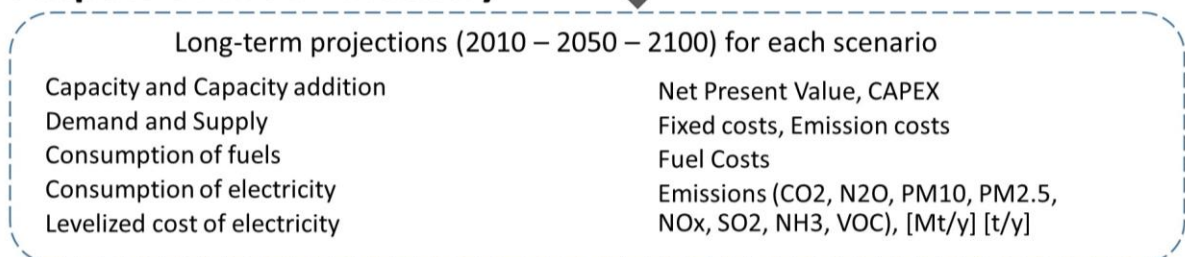 Long-term projections (2010 – 2050 – 2100) for each scenario
Capacity and Capacity addition
Demand and Supply
Consumption of fuels
Consumption of electricity
Levelized cost of electricity
Net Present Value, CAPEX
Fixed costs, Emission costs
Fuel Costs
Emissions (CO2, N2O, PM10, PM2.5,
NOx, SO2, NH3, VOC), [Mt/y] [t/y]